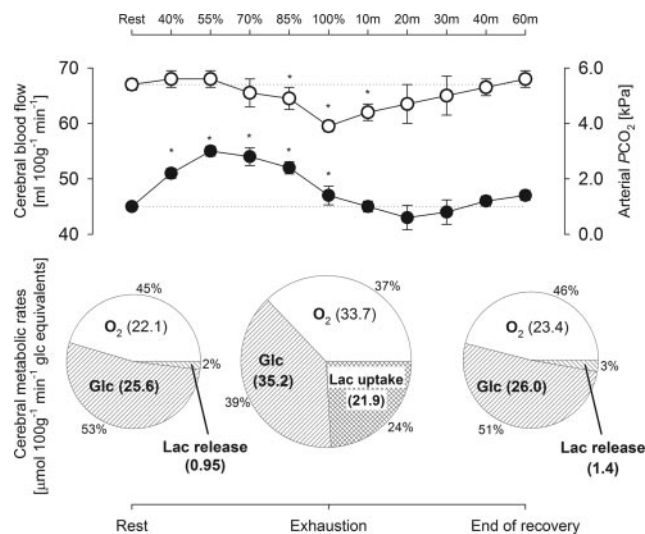 Rest 40% 55% 70% 85% 100% 10m 20m 30m 40m 60m
70
60
50
40
Cerebral blood flow
[ml 100g-1 min-1]
* * *
* * * * *
6.0
4.0
2.0
0.0
Arterial PCO2 [kPa]
Cerebral metabolic rates
[µmol 100g-1 min-1 glc equivalents]
45%
O2 (22.1)
2%
Glc (25.6)
53%
Lac release
(0.95)
37%
O2 (33.7)
Glc
(35.2)
Lac uptake
(21.9)
39%
24%
46%
O2 (23.4)
3%
Glc (26.0)
51%
Lac release
(1.4)
Rest Exhaustion End of recovery